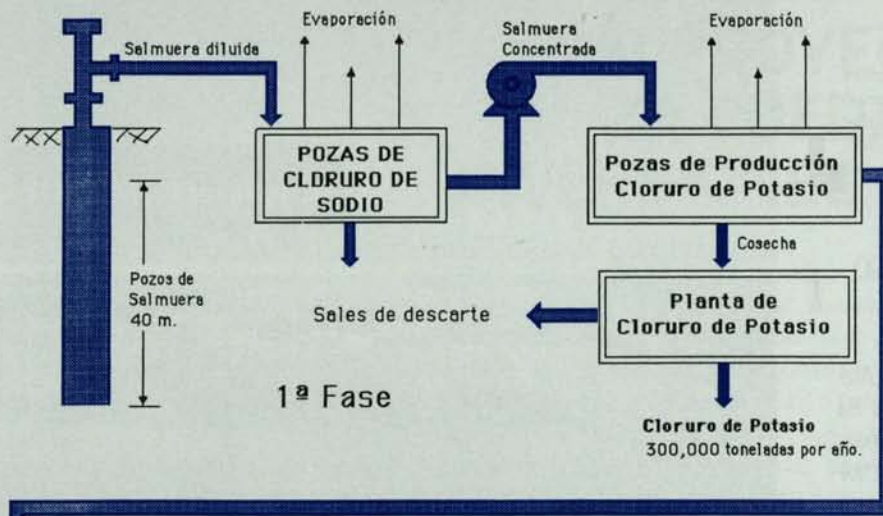 Evaporación
Evaporación
Salmuera diluida
Salmuera
Concentrada
POZAS DE
CLORURO DE
SODIO
Pozas de Producción
Cloruro de Potasio
Cosecha
Pozos de
Salmuera
40 m.
Sales de descarte
Planta de
Cloruro de Potasio
1ª Fase
Cloruro de Potasio
300,000 toneladas por año.